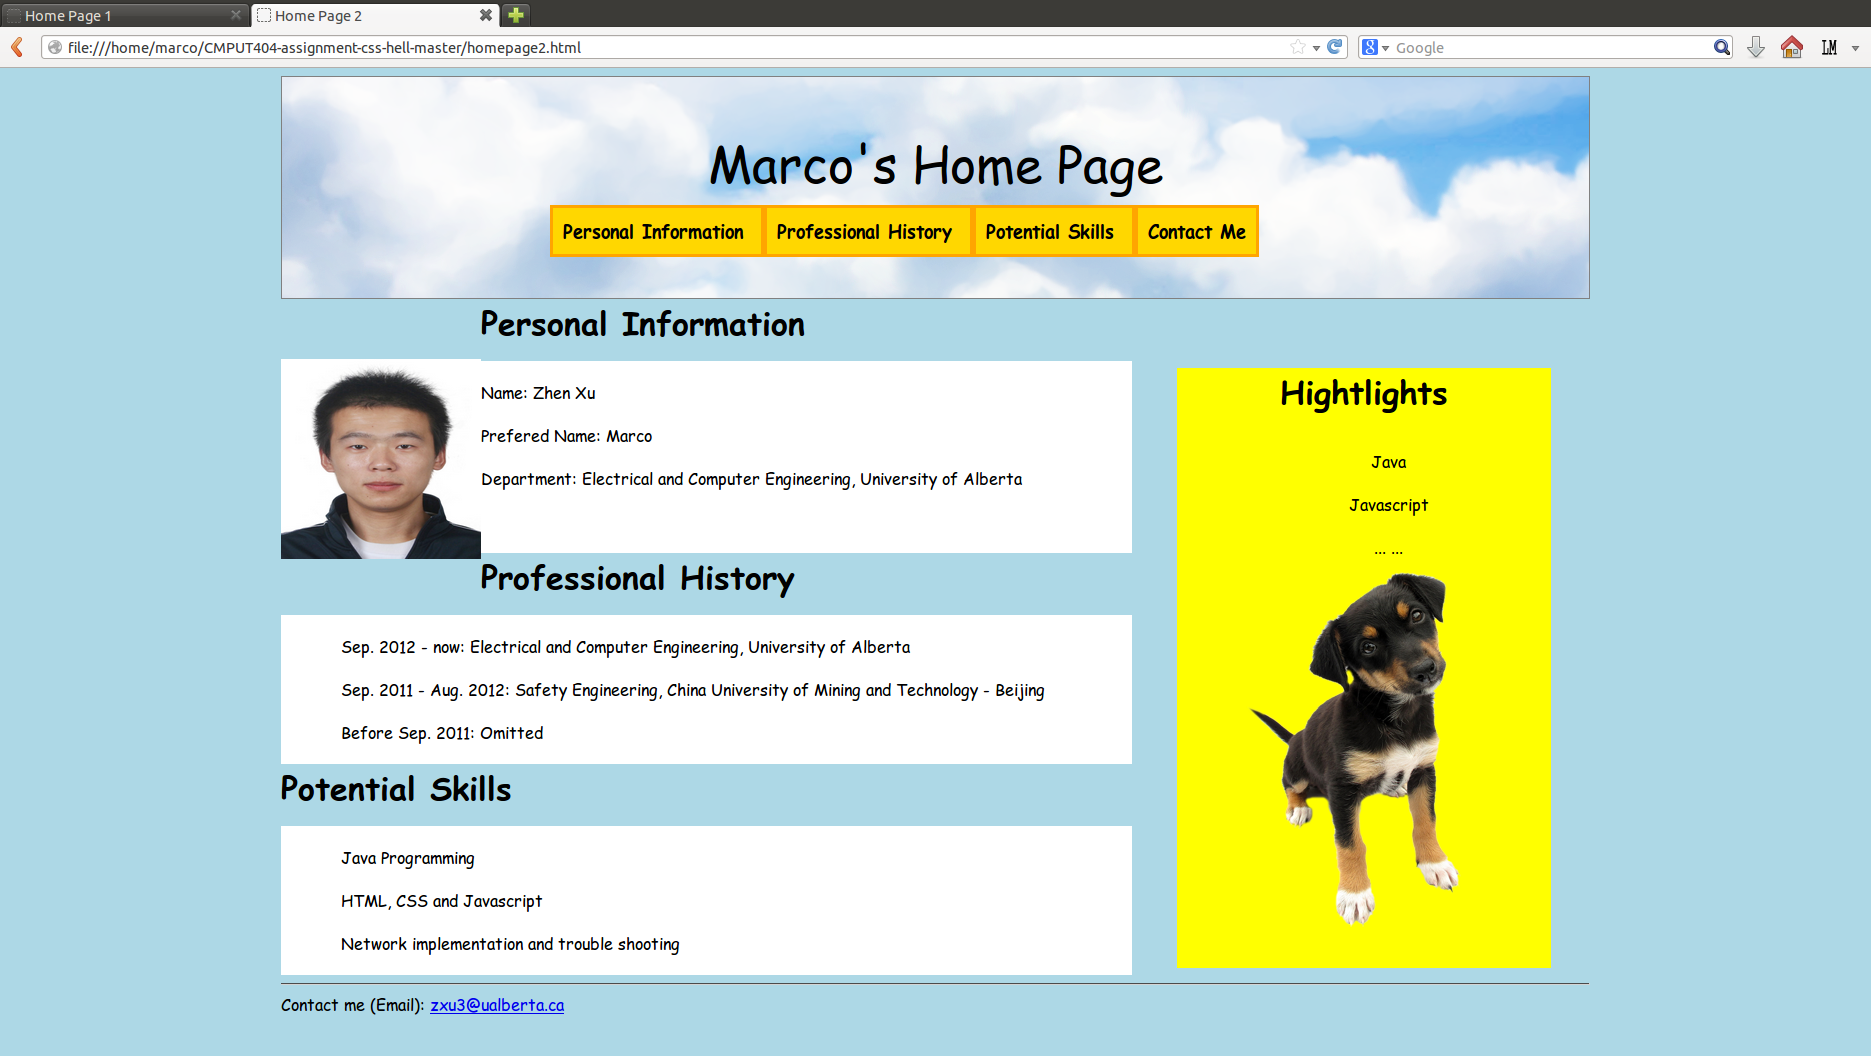 Home Page 1
Home Page 2
file:///home/marco/CMPUT404-assignment-css-hell-master/homepage2.html
Google
LM
Marco's Home Page
Personal Information
Professional History
Potential Skills
Contact Me
Personal Information
Name: Zhen Xu
Prefered Name: Marco
Department: Electrical and Computer Engineering, University of Alberta
Professional History
Sep. 2012 - now: Electrical and Computer Engineering, University of Alberta
Sep. 2011 - Aug. 2012: Safety Engineering, China University of Mining and Technology - Beijing
Before Sep. 2011: Omitted
Potential Skills
Java Programming
HTML, CSS and Javascript
Network implementation and trouble shooting
Hightlights
Java
Javascript
... ...
Contact me (Email): zxu3@ualberta.ca